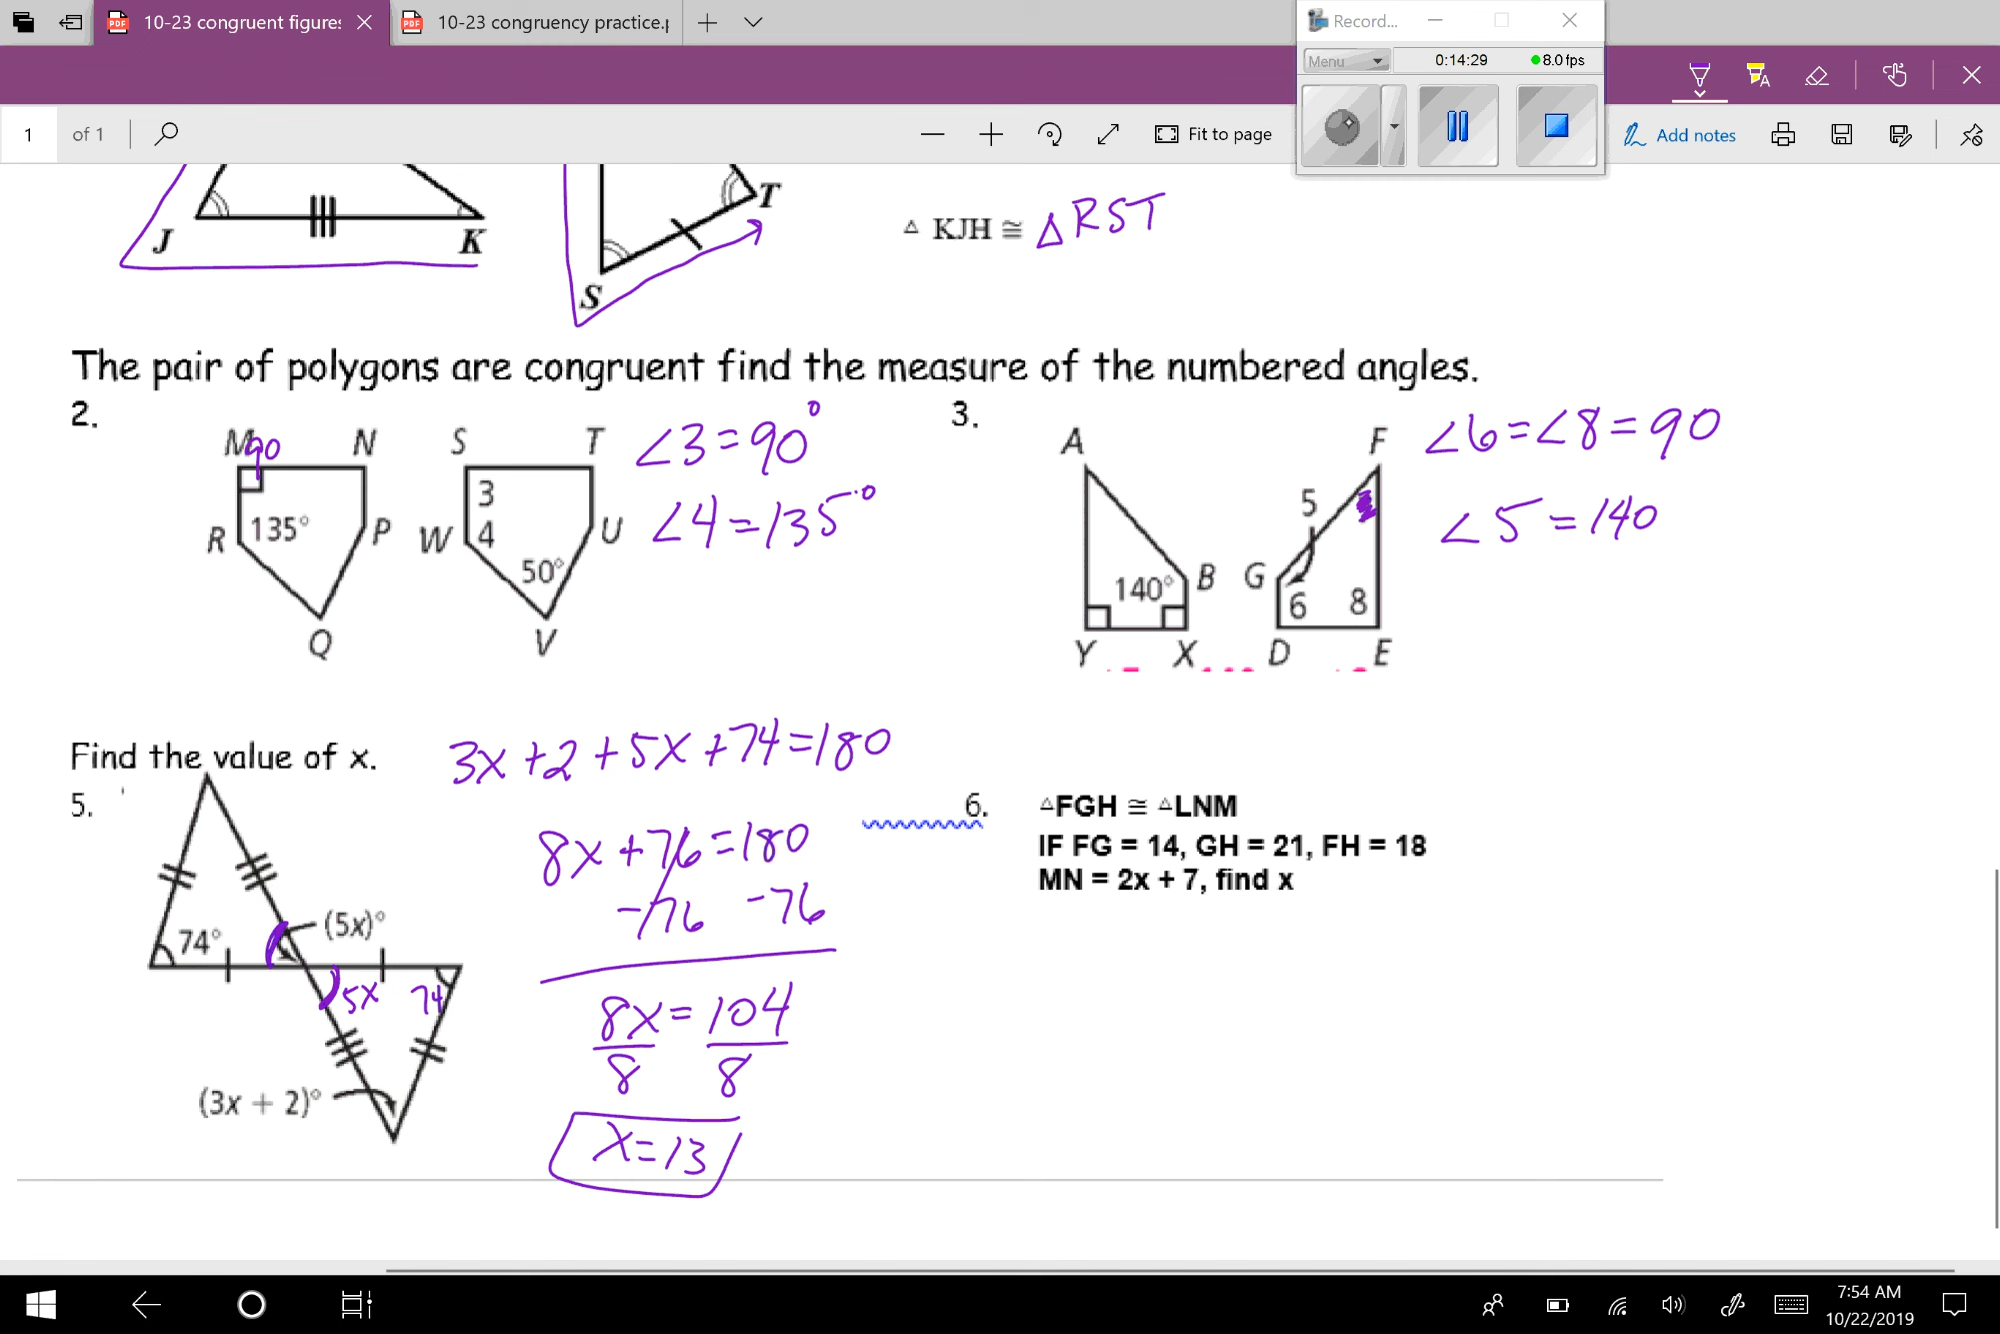 10-23 congruent figures
10-23 congruency practice.p
Record...
Menu
0:14:29
8.0 fps
1
of 1
Fit to page
Add notes
J
K
S
T
△ KJH ≅ △RST
The pair of polygons are congruent find the measure of the numbered angles.
2.
M
90
N
R
135°
P
Q
S
T
3
W
4
U
50°
V
∠3=90°
∠4=135°
3.
A
140°
B
Y
X
F
5
G
6
8
D
E
∠6=∠8=90
∠5=140
Find the value of x.
5.
74°
(5x)°
5x
74
(3x + 2)°
3x+2+5x+74=180
8x+76=180
-76 -76
8x=104
8 8
x=13
6.
△FGH ≅ △LNM
IF FG = 14, GH = 21, FH = 18
MN = 2x + 7, find x
7:54 AM
10/22/2019